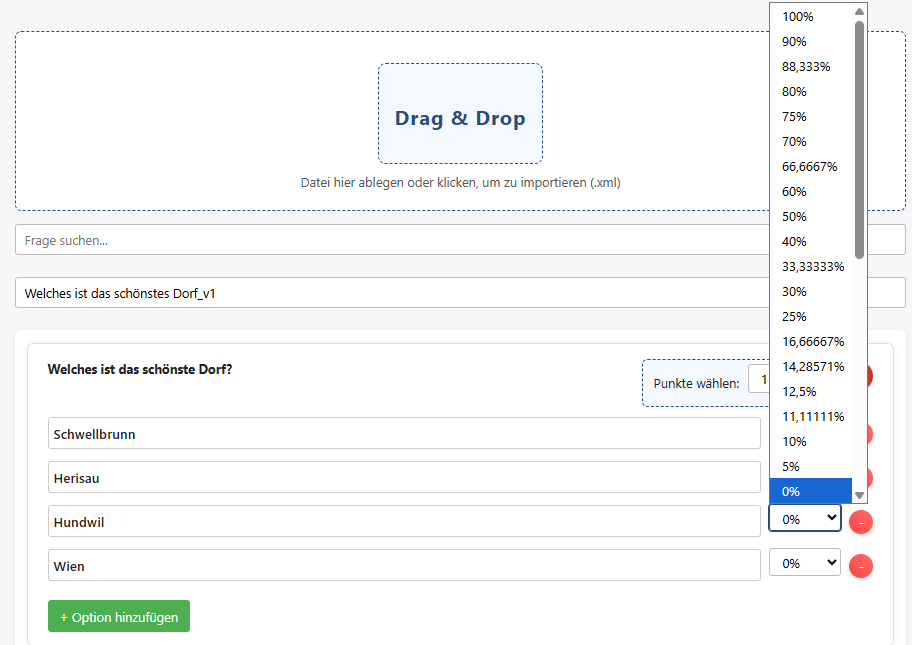 Drag & Drop
Datei hier ablegen oder klicken, um zu importieren (.xml)
Frage suchen...
Welches ist das schönstes Dorf_v1
Welches ist das schönste Dorf?
Punkte wählen: 1
Schwellbrunn
Herisau
Hundwil
0%
-
Wien
0%
-
+ Option hinzufügen
100%
90%
88,333%
80%
75%
70%
66,6667%
60%
50%
40%
33,33333%
30%
25%
16,66667%
14,28571%
12,5%
11,11111%
10%
5%
0%